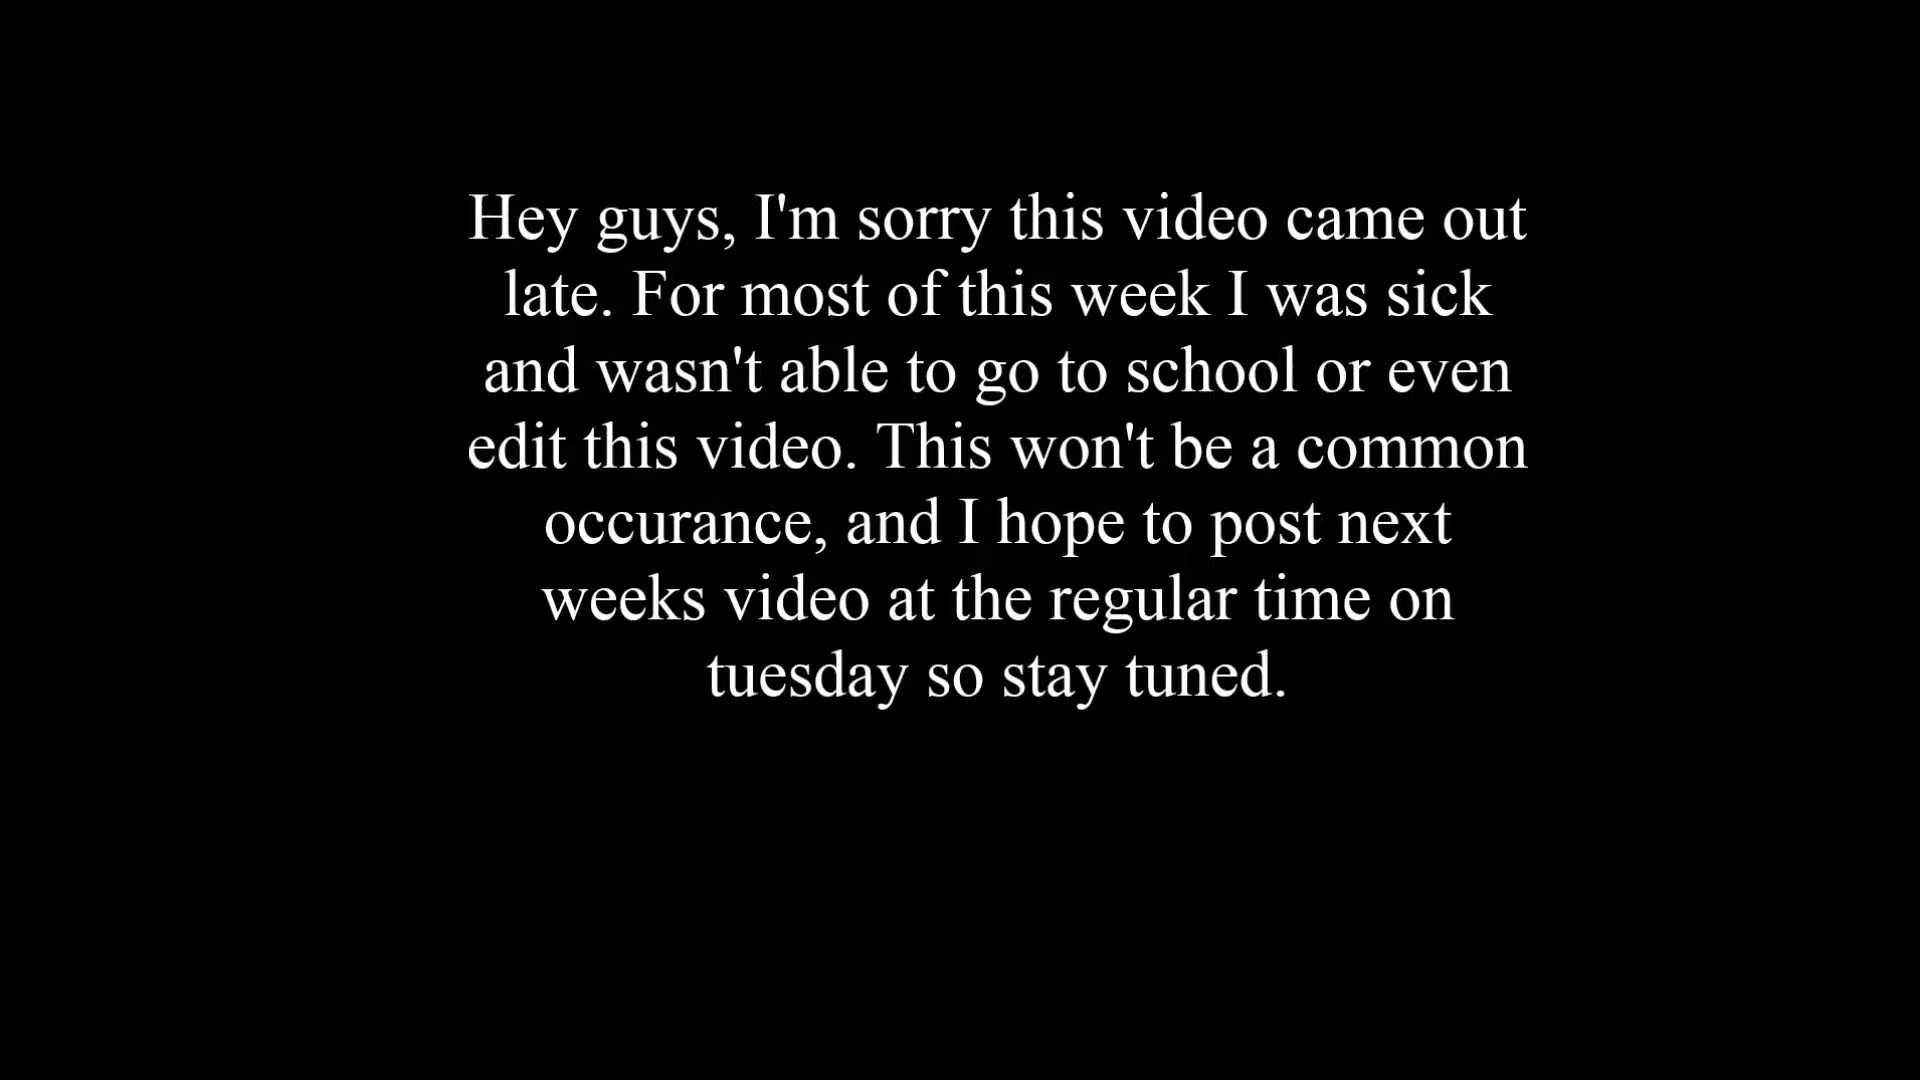 Hey guys, I'm sorry this video came out
late. For most of this week I was sick
and wasn't able to go to school or even
edit this video. This won't be a common
occurance, and I hope to post next
weeks video at the regular time on
tuesday so stay tuned.